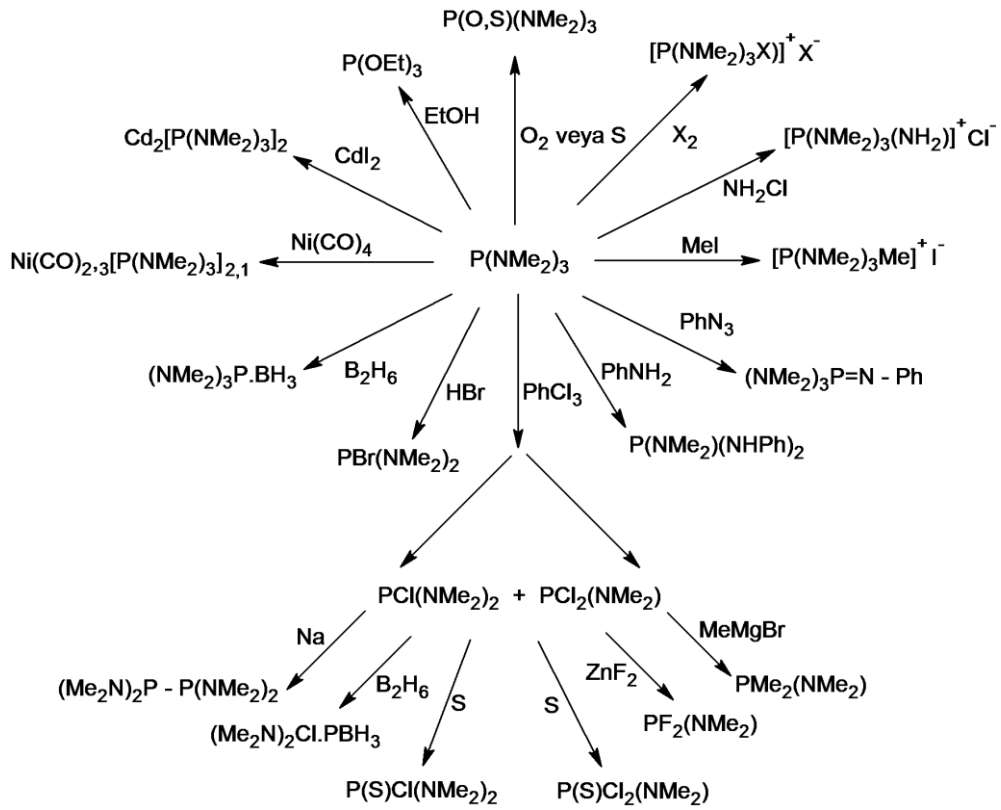 P(O,S)(NMe₂)₃
P(OEt)₃
[P(NMe₂)₃X)]⁺ X⁻
EtOH
O₂ veya S
X₂
Cd₂[P(NMe₂)₃]₂
CdI₂
[P(NMe₂)₃(NH₂)]⁺Cl⁻
NH₂Cl
Ni(CO)₂,₃[P(NMe₂)₃]₂,₁
Ni(CO)₄
P(NMe₂)₃
MeI
[P(NMe₂)₃Me]⁺ I⁻
PhN₃
(NMe₂)₃P.BH₃
B₂H₆
HBr
PhCl₃
PhNH₂
(NMe₂)₃P=N - Ph
PBr(NMe₂)₂
P(NMe₂)(NHPh)₂
PCl(NMe₂)₂ + PCl₂(NMe₂)
Na
MeMgBr
B₂H₆
S
S
ZnF₂
(Me₂N)₂P - P(NMe₂)₂
PMe₂(NMe₂)
(Me₂N)₂Cl.PBH₃
PF₂(NMe₂)
P(S)Cl(NMe₂)₂
P(S)Cl₂(NMe₂)